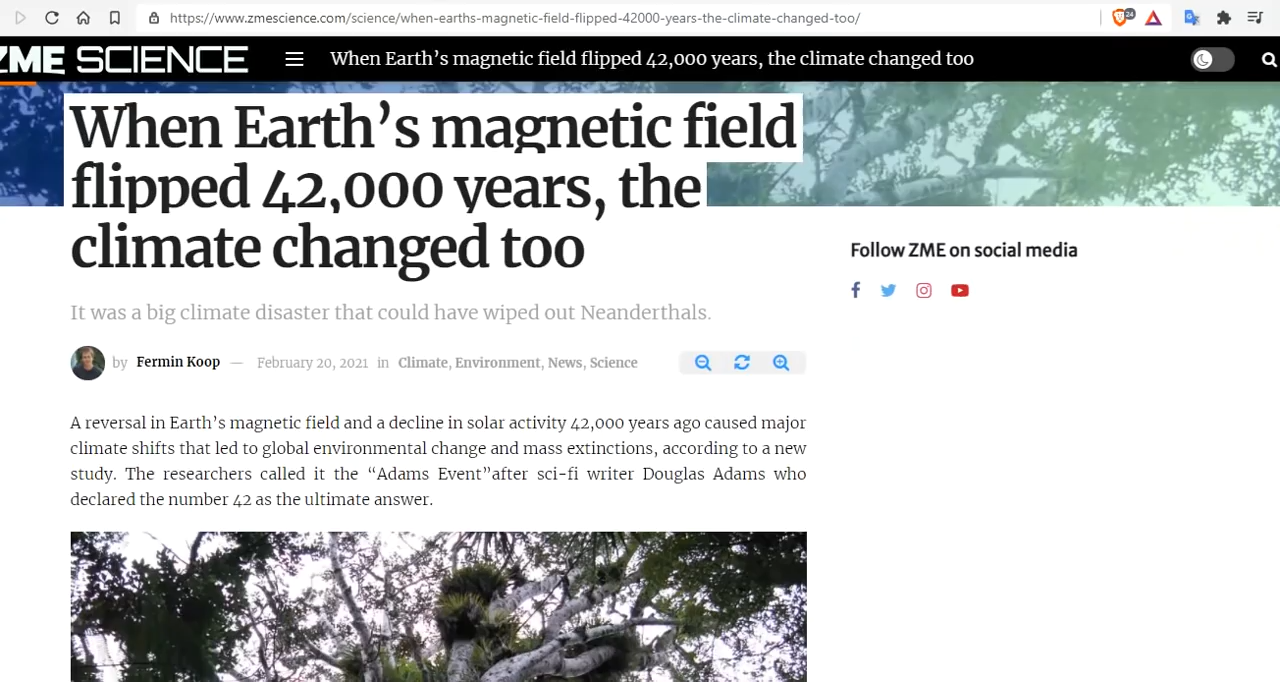 https://www.zmescience.com/science/when-earths-magnetic-field-flipped-42000-years-the-climate-changed-too/
24
ZME SCIENCE
When Earth’s magnetic field flipped 42,000 years, the climate changed too
When Earth’s magnetic field
flipped 42,000 years, the
climate changed too
Follow ZME on social media
It was a big climate disaster that could have wiped out Neanderthals.
by Fermin Koop — February 20, 2021 in Climate, Environment, News, Science
A reversal in Earth’s magnetic field and a decline in solar activity 42,000 years ago caused major
climate shifts that led to global environmental change and mass extinctions, according to a new
study. The researchers called it the “Adams Event”after sci-fi writer Douglas Adams who
declared the number 42 as the ultimate answer.